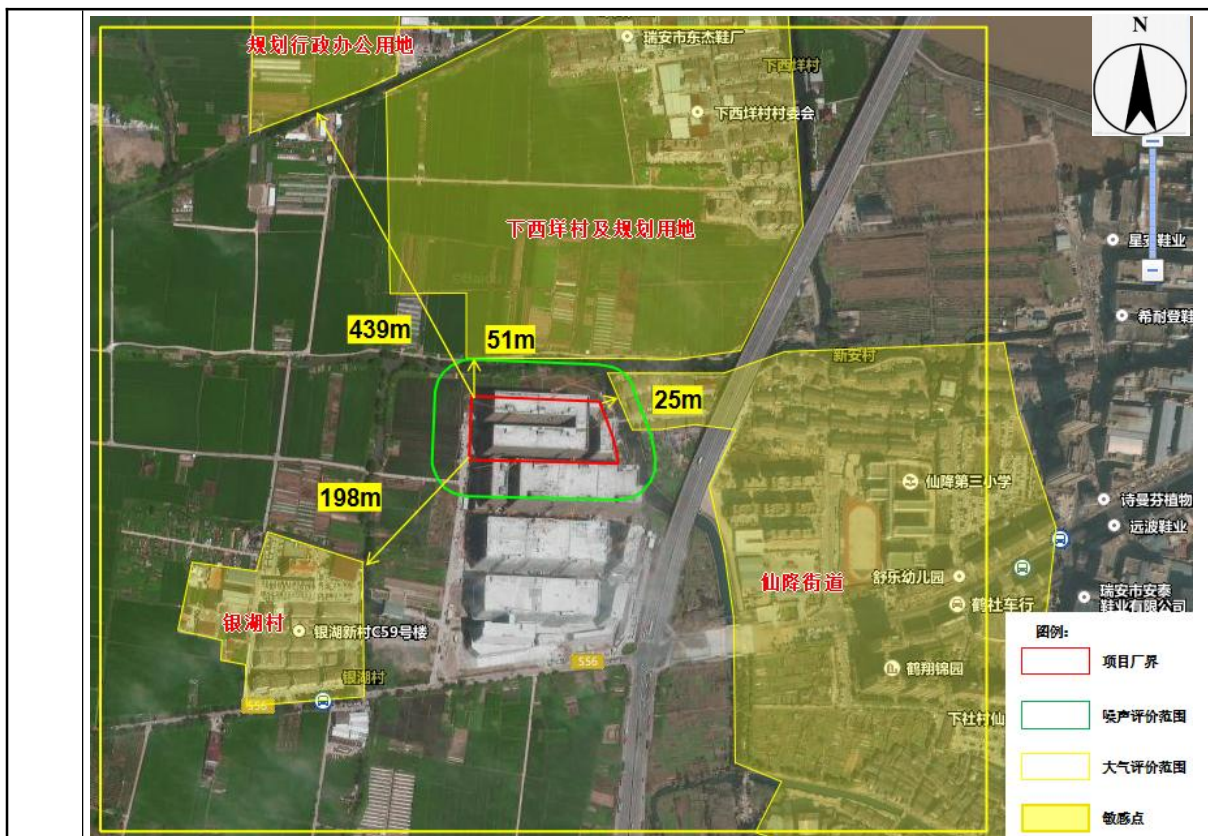 规划行政办公用地
瑞安市东杰鞋厂
下西垟村
下西垟村村委会
N
下西垟村及规划用地
星安鞋业
希耐登鞋
439m
51m
新安村
25m
198m
仙降第三小学
诗曼芬植物
远波鞋业
仙降街道
舒乐幼儿园
鹤社车行
瑞安市安泰
鞋业有限公司
银湖村
银湖新村C59号楼
银湖村
S56
S56
鹤翔锦园
下社村仙
图例:
项目厂界
噪声评价范围
大气评价范围
敏感点